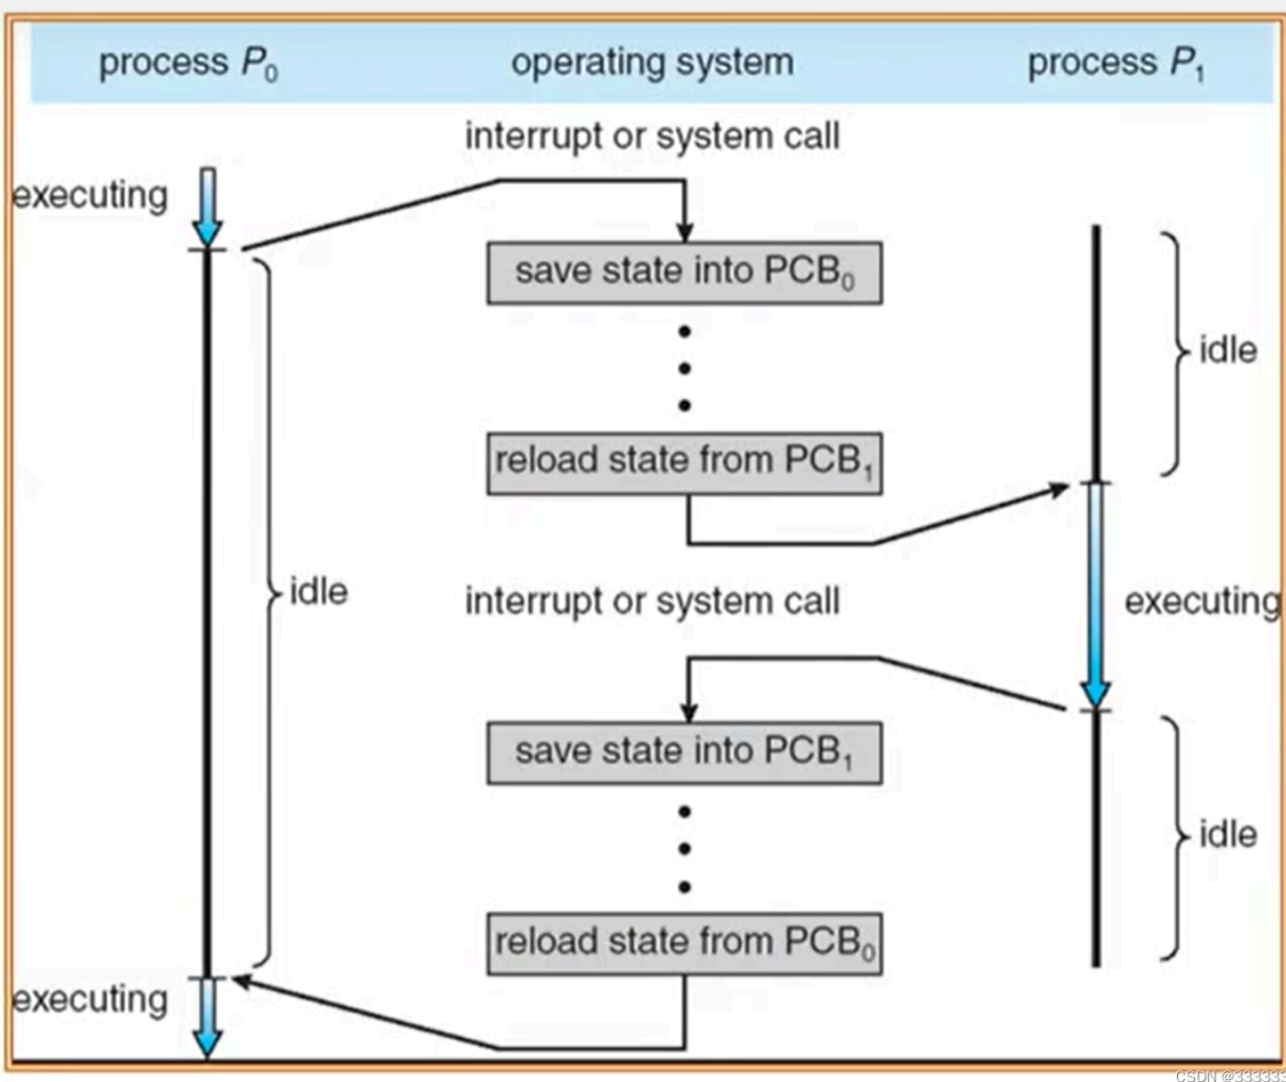 process P₀ operating system process P₁
interrupt or system call
executing
save state into PCB₀
idle
reload state from PCB₁
idle
interrupt or system call
executing
save state into PCB₁
idle
reload state from PCB₀
executing